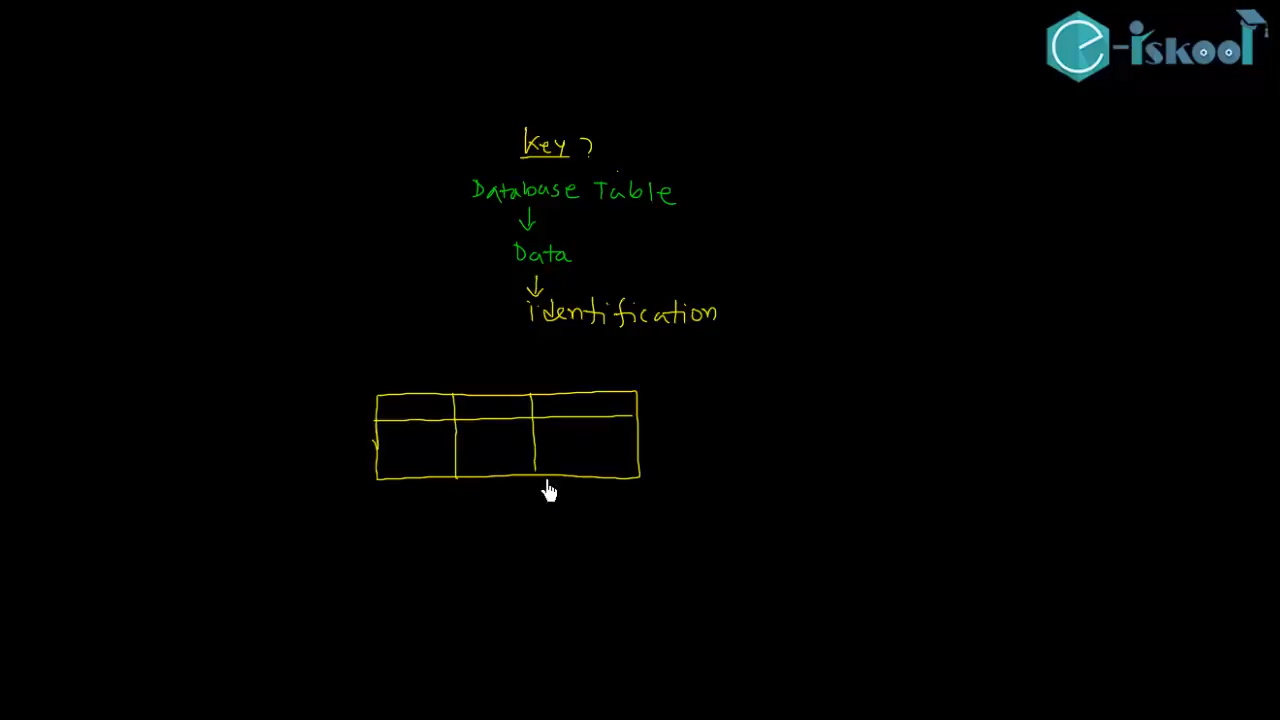 e-iskool
Key ?
Database Table
Data
identification